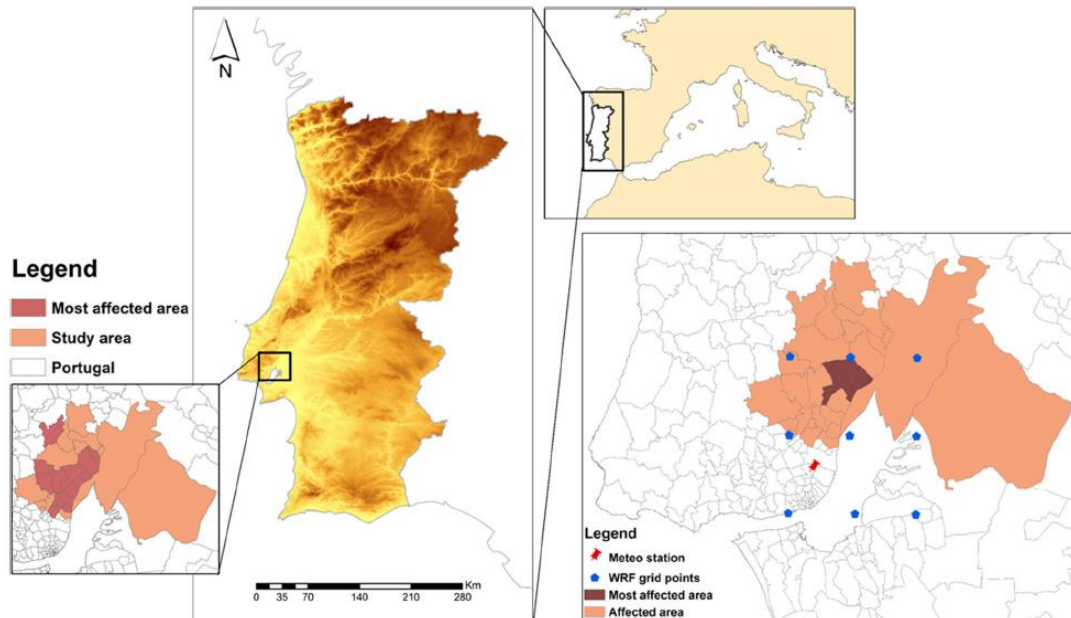 N
Legend
Most affected area
Study area
Portugal
Km
0 35 70 140 210 280
Legend
Meteo station
WRF grid points
Most affected area
Affected area